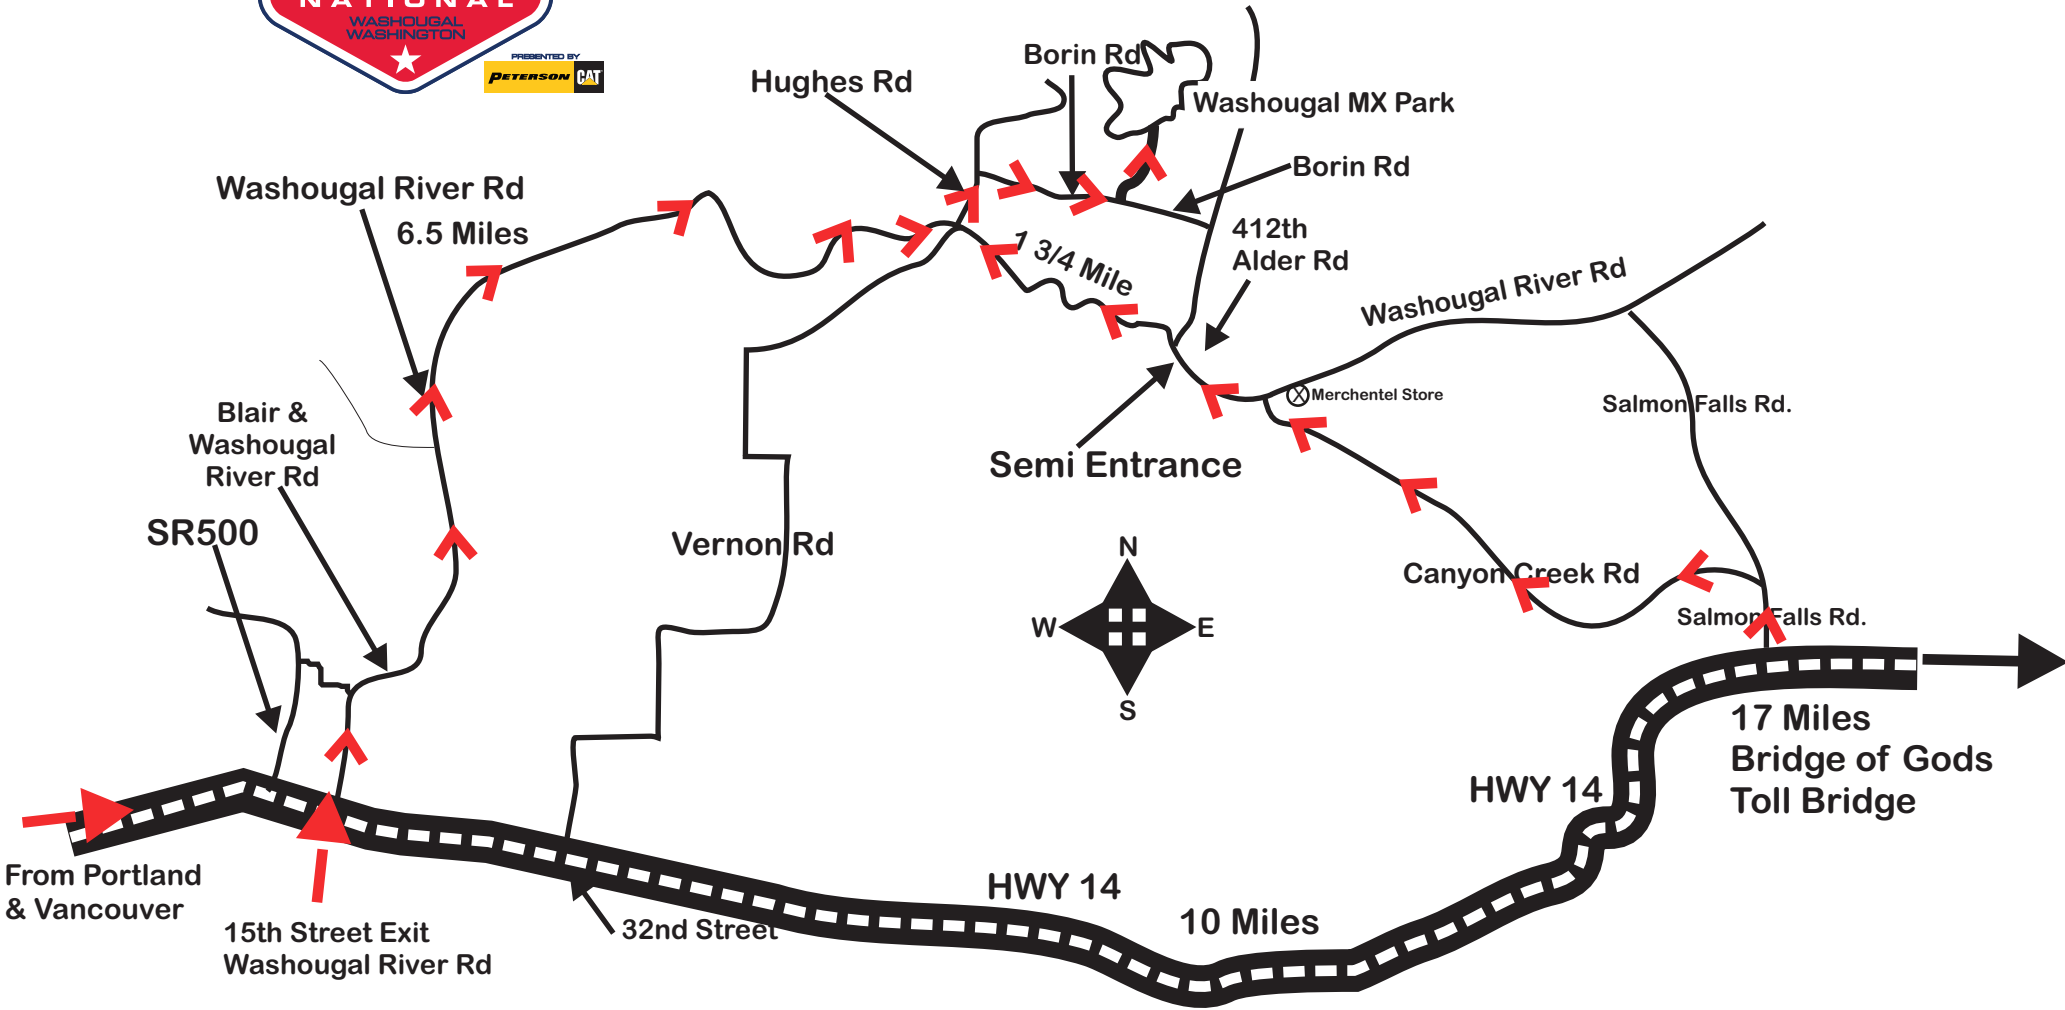 NATIONAL
WASHOUGAL
WASHINGTON
PRESENTED BY
PETERSON CAT
Borin Rd
Hughes Rd
Washougal MX Park
Borin Rd
Washougal River Rd
6.5 Miles
412th
Alder Rd
1 3/4 Mile
Washougal River Rd
Merchentel Store
Salmon Falls Rd.
Blair &
Washougal
River Rd
Semi Entrance
SR500
Vernon Rd
N
W
E
S
Canyon Creek Rd
Salmon Falls Rd.
17 Miles
Bridge of Gods
Toll Bridge
HWY 14
From Portland
& Vancouver
HWY 14
10 Miles
15th Street Exit
Washougal River Rd
32nd Street